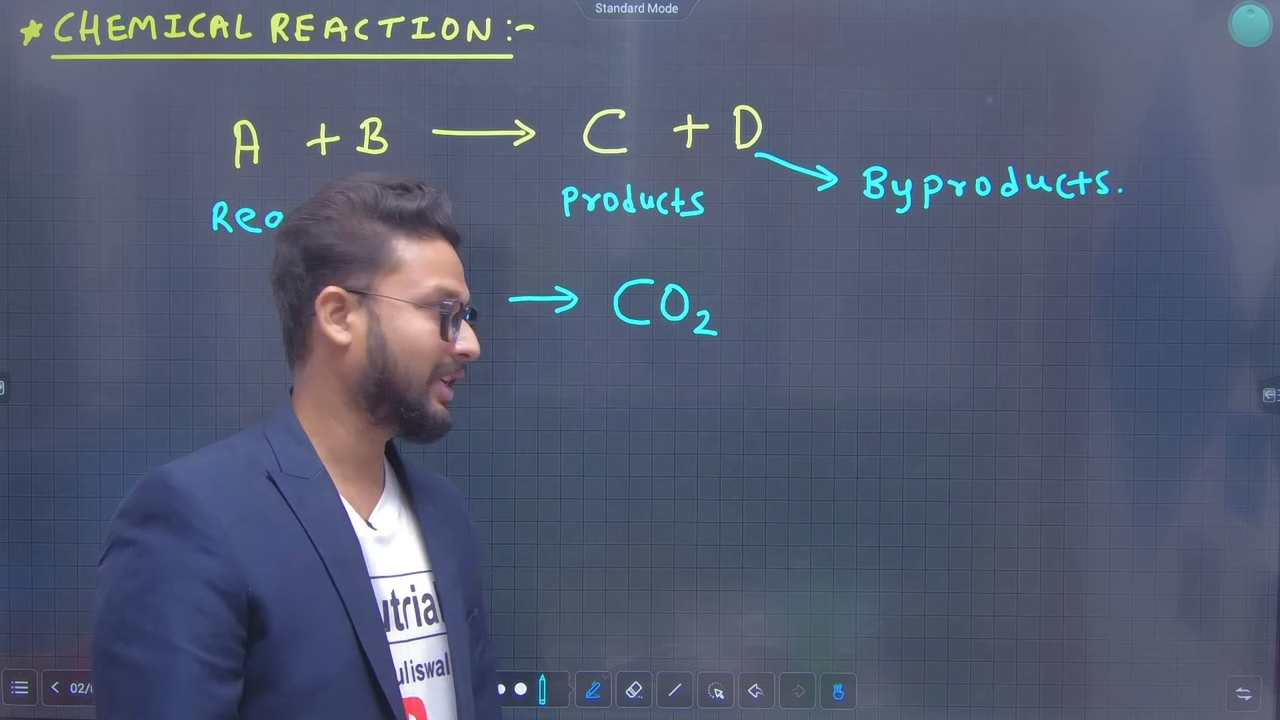 Standard Mode
★ CHEMICAL REACTION :-
A + B ⟶ C + D
Byproducts.
Products
→ CO₂